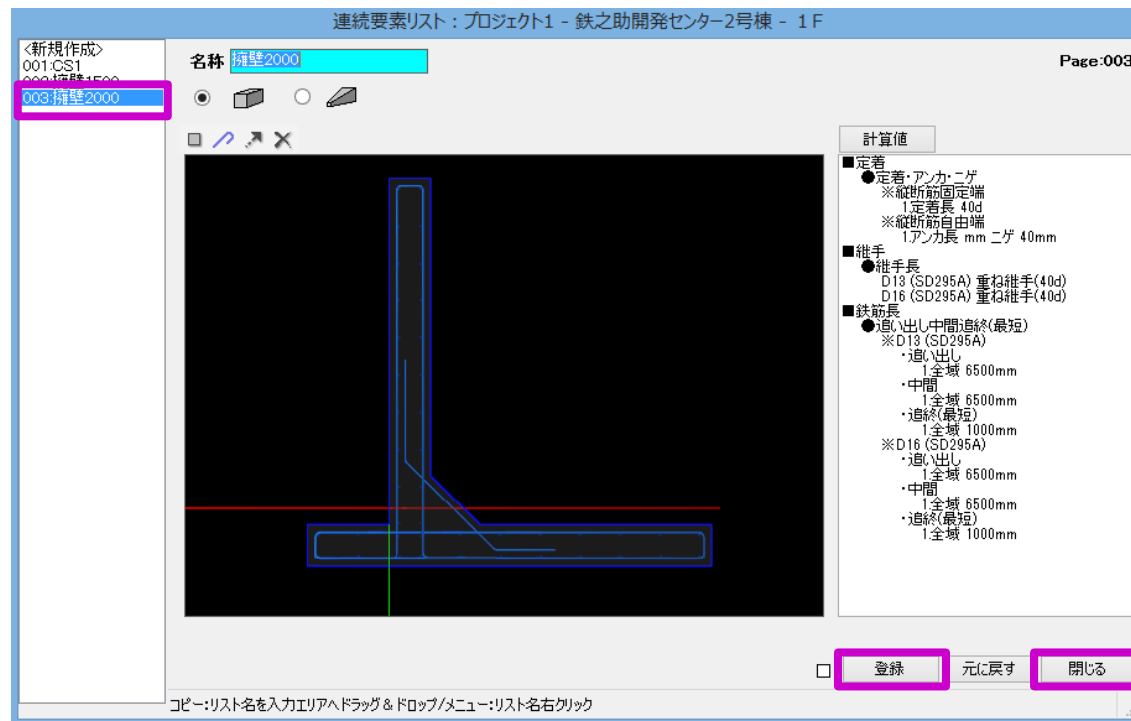 連続要素リスト：プロジェクト1 - 鉄之助開発センター2号棟 - 1F
<新規作成>
001:CS1
002:擁壁1500
003:擁壁2000
名称 擁壁2000
Page:003
計算値
■定着
●定着・アンカ・ニゲ
※縦断筋固定端
1.定着長 40d
※縦断筋自由端
1.アンカ長 mm ニゲ 40mm
■継手
●継手長
D13 (SD295A) 重ね継手(40d)
D16 (SD295A) 重ね継手(40d)
■鉄筋長
●追い出し中間追終(最短)
※D13 (SD295A)
・追い出し
1.全域 6500mm
・中間
1.全域 6500mm
・追終(最短)
1.全域 1000mm
※D16 (SD295A)
・追い出し
1.全域 6500mm
・中間
1.全域 6500mm
・追終(最短)
1.全域 1000mm
登録
元に戻す
閉じる
コピー:リスト名を入力エリアへドラッグ＆ドロップ/メニュー:リスト名右クリック